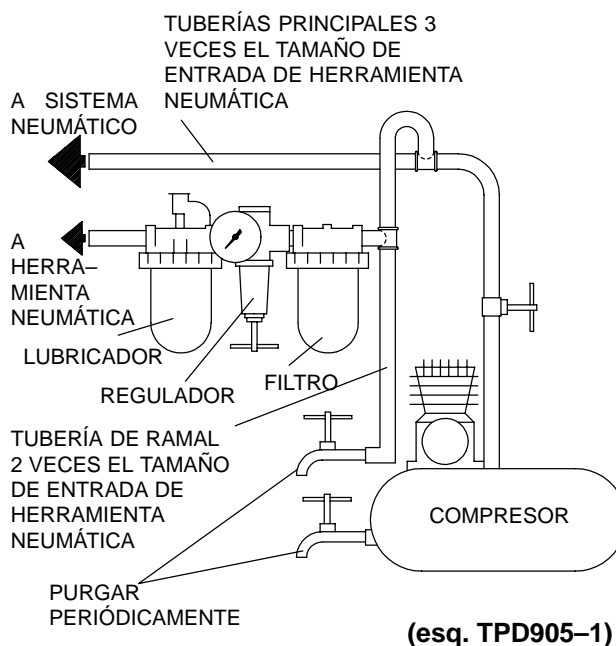 TUBERÍAS PRINCIPALES 3
VECES EL TAMAÑO DE
ENTRADA DE HERRAMIENTA
NEUMÁTICA
A SISTEMA
NEUMÁTICO
A
HERRA–
MIENTA
NEUMÁTICA
LUBRICADOR
REGULADOR
FILTRO
TUBERÍA DE RAMAL
2 VECES EL TAMAÑO
DE ENTRADA DE
HERRAMIENTA
NEUMÁTICA
COMPRESOR
PURGAR
PERIÓDICAMENTE
(esq. TPD905–1)